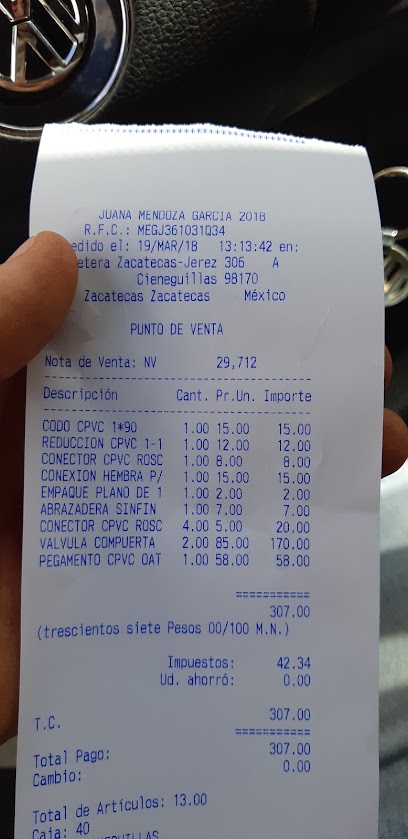 JUANA MENDOZA GARCIA 2018
R.F.C.: MEGJ361031Q34
edido el: 19/MAR/18 13:13:42 en:
etera Zacatecas-Jerez 306 A
Cieneguillas 98170
Zacatecas Zacatecas México
PUNTO DE VENTA
Nota de Venta: NV 29,712
Descripción Cant. Pr.Un. Importe
CODO CPVC 1*90 1.00 15.00 15.00
REDUCCION CPVC 1-1 1.00 12.00 12.00
CONECTOR CPVC ROSC 1.00 8.00 8.00
CONEXION HEMBRA P/ 1.00 15.00 15.00
EMPAQUE PLANO DE 1 1.00 2.00 2.00
ABRAZADERA SINFIN 1.00 7.00 7.00
CONECTOR CPVC ROSC 4.00 5.00 20.00
VALVULA COMPUERTA 2.00 85.00 170.00
PEGAMENTO CPVC OAT 1.00 58.00 58.00
===========
307.00
(trescientos siete Pesos 00/100 M.N.)
Impuestos: 42.34
Ud. ahorró: 0.00
T.C. 307.00
===========
Total Pago: 307.00
Cambio: 0.00
Total de Artículos: 13.00
Caja: 40